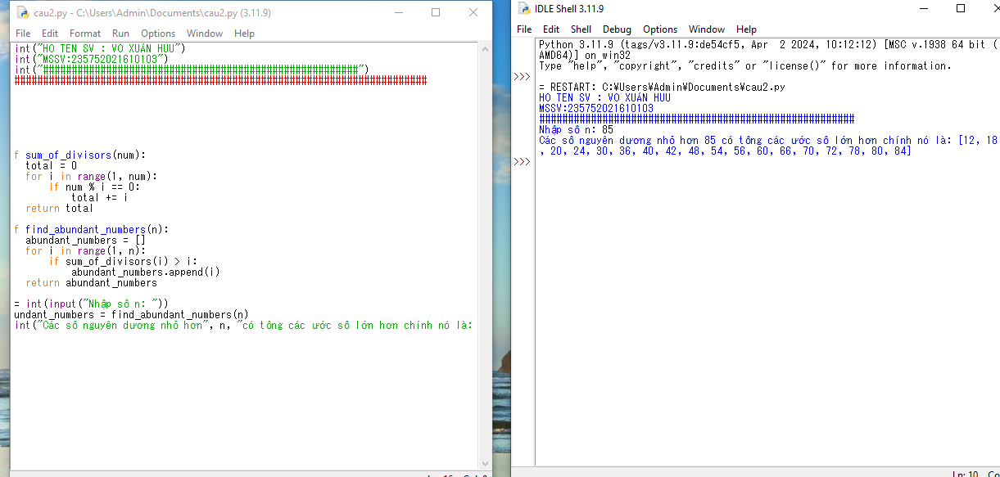 cau2.py - C:\Users\Admin\Documents\cau2.py (3.11.9)
File Edit Format Run Options Window Help
int("HO TEN SV : VO XUÂN HUU")
int("MSSV:235752021610103")
int("#######################################################")
########################################################################
f sum_of_divisors(num):
total = 0
for i in range(1, num):
if num % i == 0:
total += i
return total
f find_abundant_numbers(n):
abundant_numbers = []
for i in range(1, n):
if sum_of_divisors(i) > i:
abundant_numbers.append(i)
return abundant_numbers
= int(input("Nhập số n: "))
undant_numbers = find_abundant_numbers(n)
int("Các số nguyên dương nhỏ hơn", n, "có tổng các ước số lớn hơn chính nó là:
IDLE Shell 3.11.9
File Edit Shell Debug Options Window Help
Python 3.11.9 (tags/v3.11.9:de54cf5, Apr 2 2024, 10:12:12) [MSC v.1938 64 bit (
AMD64)] on win32
Type "help", "copyright", "credits" or "license()" for more information.
>>>
= RESTART: C:¥Users¥Admin¥Documents¥cau2.py
HO TEN SV : VO XUÂN HUU
MSSV:235752021610103
#######################################################
Nhập số n: 85
Các số nguyên dương nhỏ hơn 85 có tổng các ước số lớn hơn chính nó là: [12, 18
, 20, 24, 30, 36, 40, 42, 48, 54, 56, 60, 66, 70, 72, 78, 80, 84]
>>>
Ln: 10